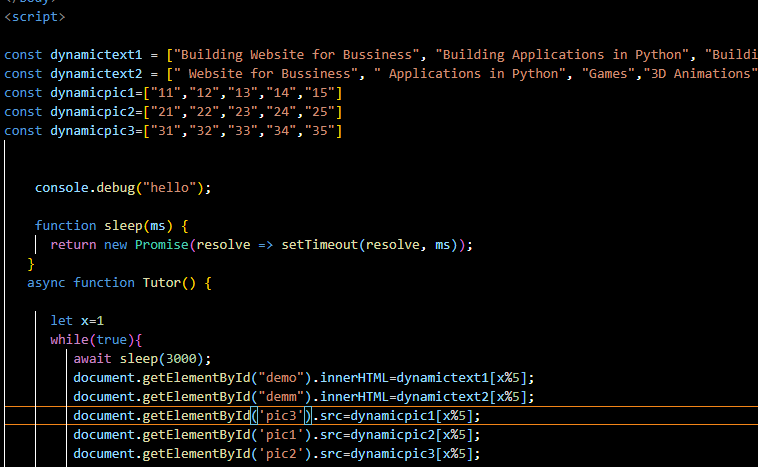 </body>
<script>
const dynamictext1 = ["Building Website for Bussiness", "Building Applications in Python", "Buildi
const dynamictext2 = [" Website for Bussiness", " Applications in Python", "Games","3D Animations"
const dynamicpic1=["11","12","13","14","15"]
const dynamicpic2=["21","22","23","24","25"]
const dynamicpic3=["31","32","33","34","35"]
console.debug("hello");
function sleep(ms) {
return new Promise(resolve => setTimeout(resolve, ms));
}
async function Tutor() {
let x=1
while(true){
await sleep(3000);
document.getElementById("demo").innerHTML=dynamictext1[x%5];
document.getElementById("demm").innerHTML=dynamictext2[x%5];
document.getElementById('pic3').src=dynamicpic1[x%5];
document.getElementById('pic1').src=dynamicpic2[x%5];
document.getElementById('pic2').src=dynamicpic3[x%5];